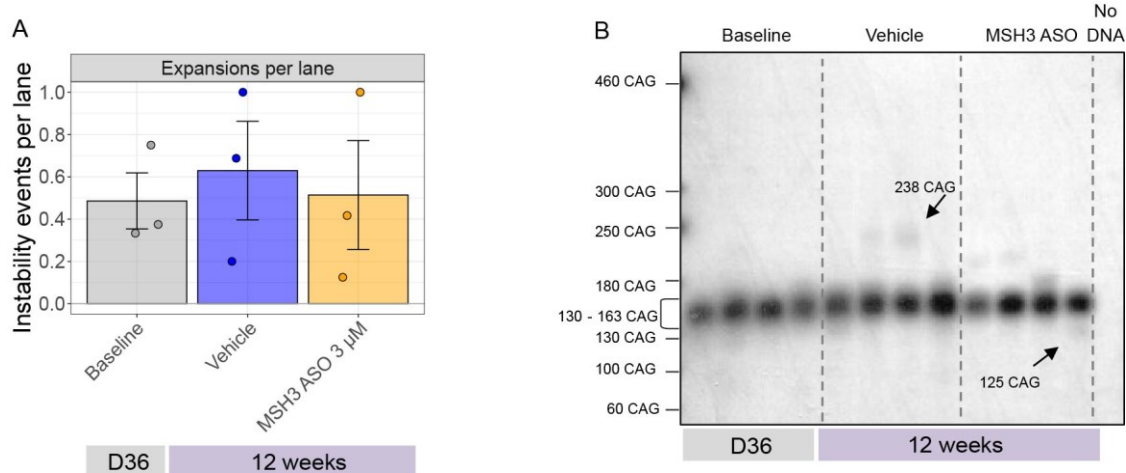 A
Expansions per lane
Instability events per lane
1.0
0.8
0.6
0.4
0.2
0.0
Baseline
Vehicle
MSH3 ASO 3 µM
D36
12 weeks
B
Baseline
Vehicle
MSH3 ASO
No
DNA
460 CAG
300 CAG
250 CAG
180 CAG
130 - 163 CAG
130 CAG
100 CAG
60 CAG
238 CAG
125 CAG
D36
12 weeks